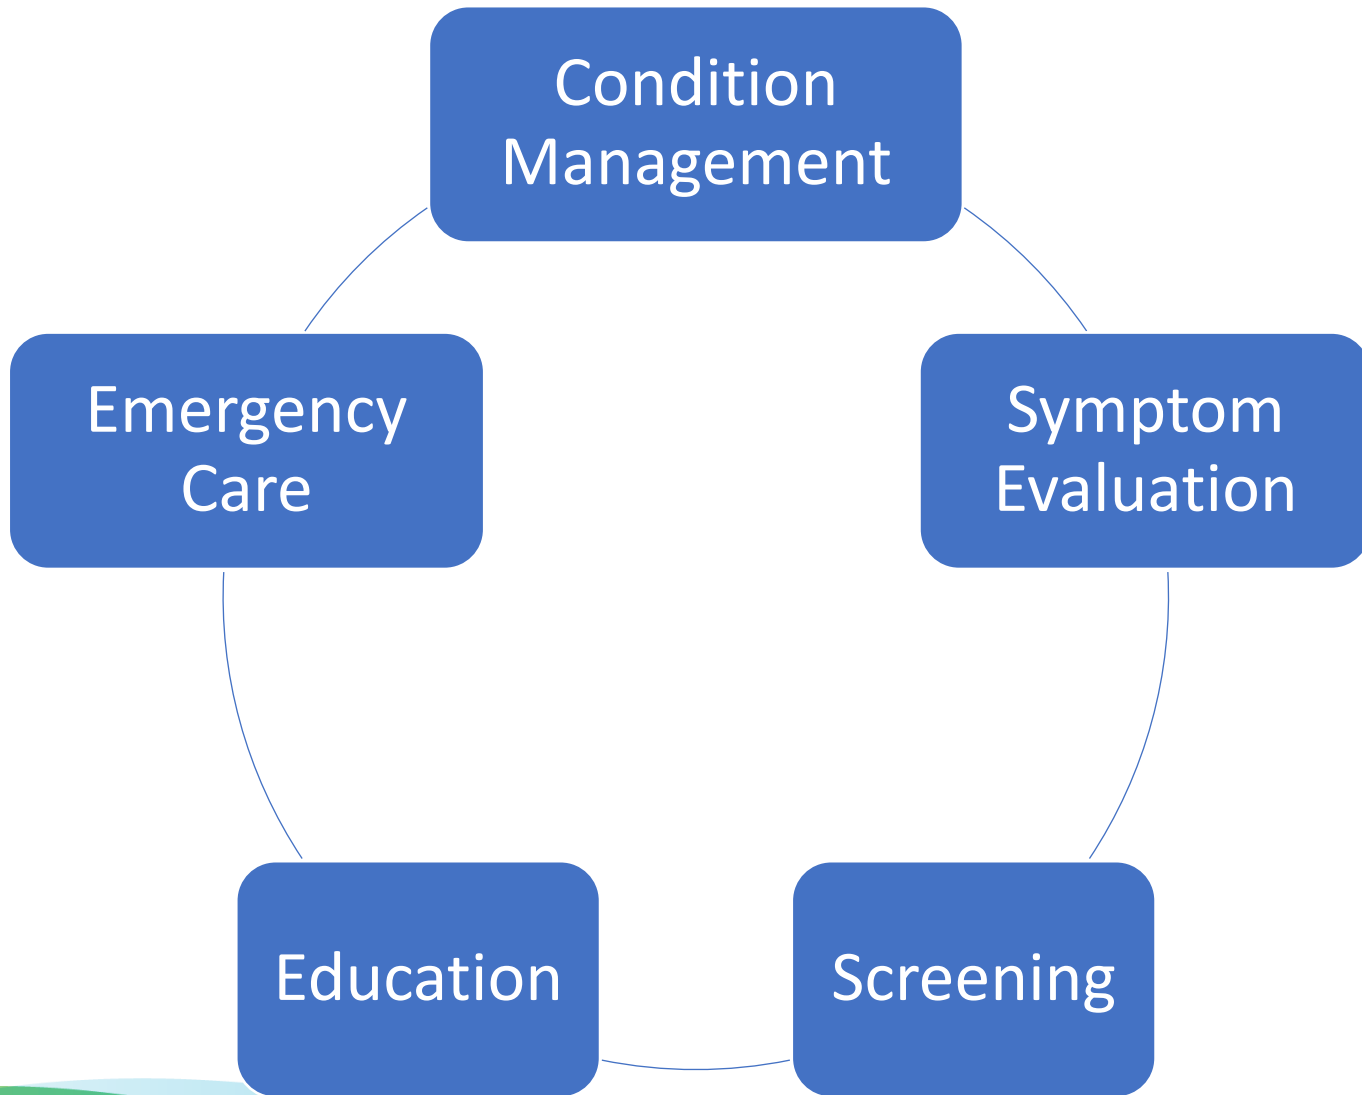 Condition
Management
Symptom
Evaluation
Screening
Education
Emergency
Care